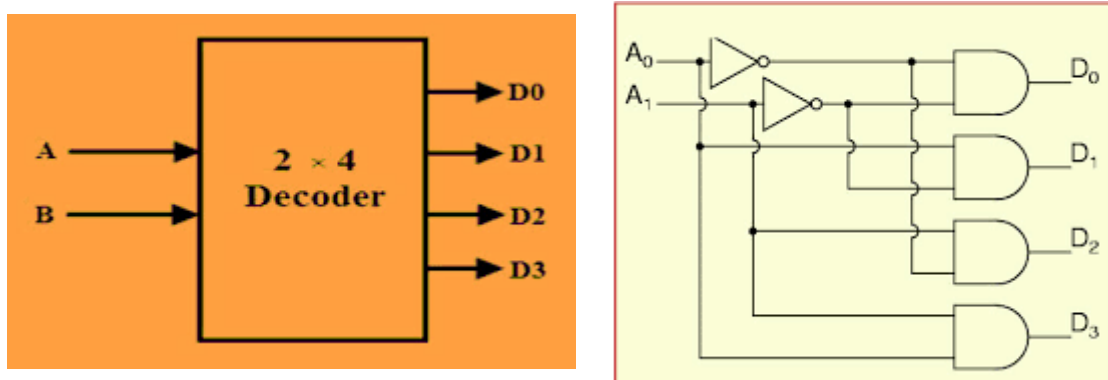 A
B
2 × 4
Decoder
D0
D1
D2
D3
A₀
A₁
D₀
D₁
D₂
D₃